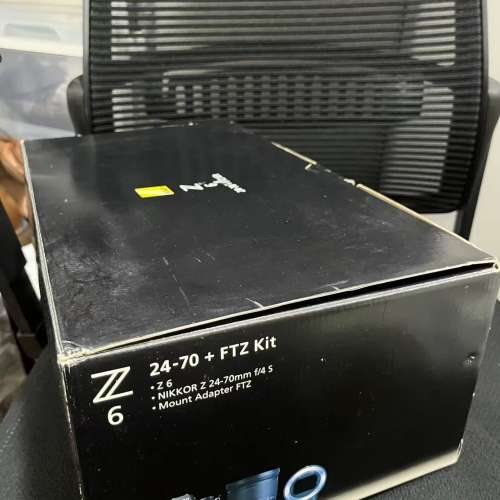 Z
6
24-70 + FTZ Kit
· Z 6
· NIKKOR Z 24-70mm f/4 S
· Mount Adapter FTZ